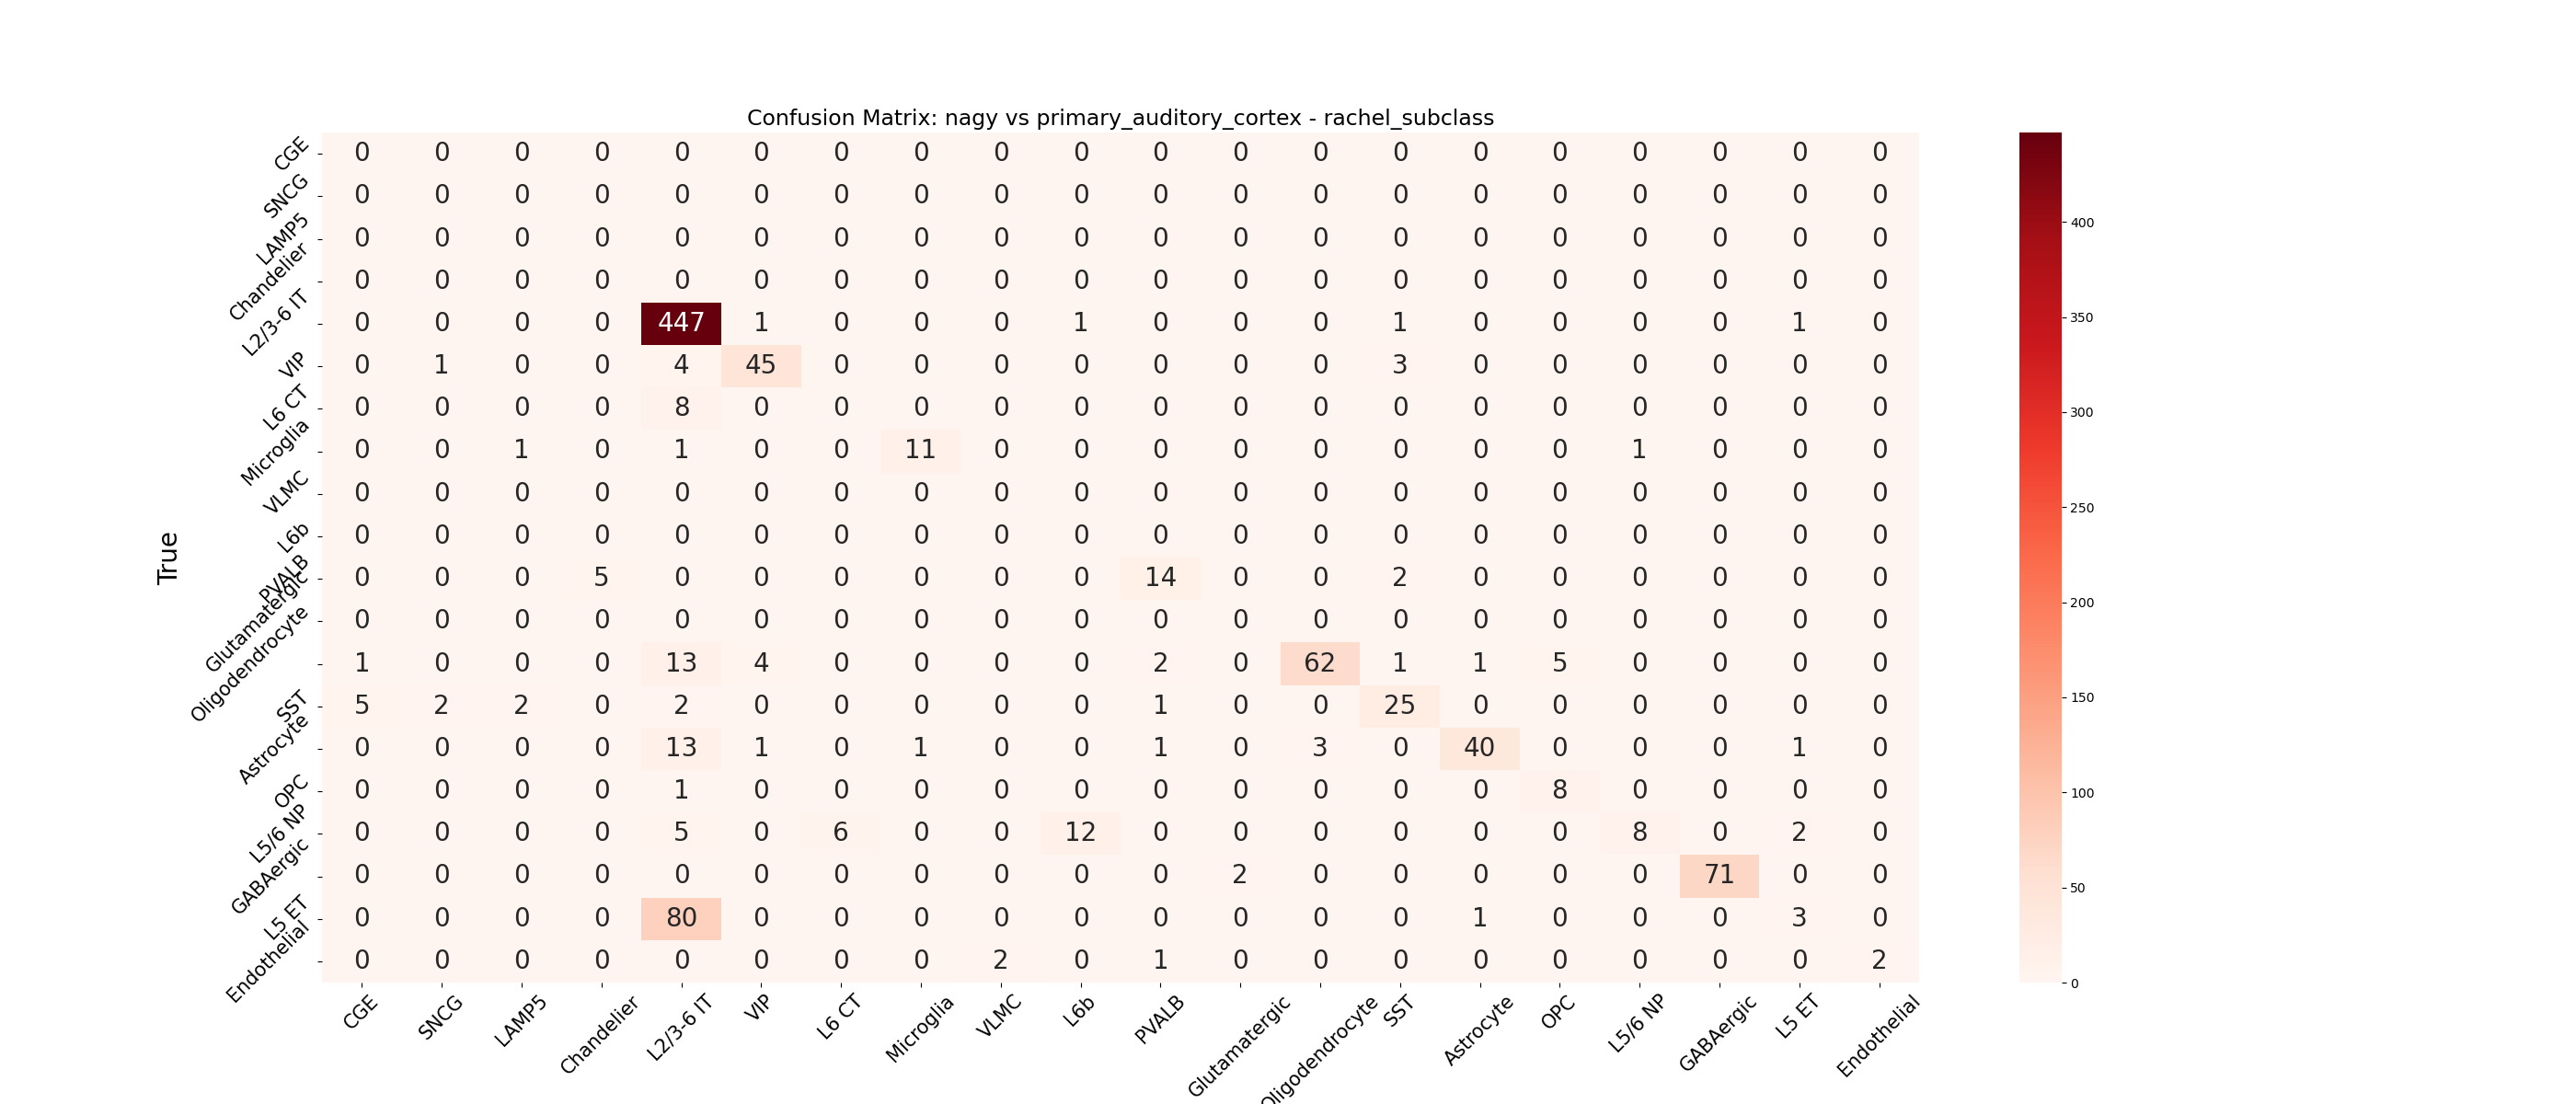 Confusion Matrix: nagy vs primary_auditory_cortex - rachel_subclass
True
CGE 0 0 0 0 0 0 0 0 0 0 0 0 0 0 0 0 0 0 0 0
SNCG 0 0 0 0 0 0 0 0 0 0 0 0 0 0 0 0 0 0 0 0
LAMP5 0 0 0 0 0 0 0 0 0 0 0 0 0 0 0 0 0 0 0 0
Chandelier 0 0 0 0 0 0 0 0 0 0 0 0 0 0 0 0 0 0 0 0
L2/3-6 IT 0 0 0 0 447 1 0 0 0 1 0 0 0 1 0 0 0 0 1 0
VIP 0 1 0 0 4 45 0 0 0 0 0 0 0 3 0 0 0 0 0 0
L6 CT 0 0 0 0 8 0 0 0 0 0 0 0 0 0 0 0 0 0 0 0
Microglia 0 0 1 0 1 0 0 11 0 0 0 0 0 0 0 0 1 0 0 0
VLMC 0 0 0 0 0 0 0 0 0 0 0 0 0 0 0 0 0 0 0 0
L6b 0 0 0 0 0 0 0 0 0 0 0 0 0 0 0 0 0 0 0 0
PVALB 0 0 0 5 0 0 0 0 0 0 14 0 0 2 0 0 0 0 0 0
Glutamatergic 0 0 0 0 0 0 0 0 0 0 0 0 0 0 0 0 0 0 0 0
Oligodendrocyte 1 0 0 0 13 4 0 0 0 0 2 0 62 1 1 5 0 0 0 0
SST 5 2 2 0 2 0 0 0 0 0 1 0 0 25 0 0 0 0 0 0
Astrocyte 0 0 0 0 13 1 0 1 0 0 1 0 3 0 40 0 0 0 1 0
OPC 0 0 0 0 1 0 0 0 0 0 0 0 0 0 0 8 0 0 0 0
L5/6 NP 0 0 0 0 5 0 6 0 0 12 0 0 0 0 0 0 8 0 2 0
GABAergic 0 0 0 0 0 0 0 0 0 0 0 2 0 0 0 0 0 71 0 0
L5 ET 0 0 0 0 80 0 0 0 0 0 0 0 0 0 1 0 0 0 3 0
Endothelial 0 0 0 0 0 0 0 0 2 0 1 0 0 0 0 0 0 0 0 2
CGE SNCG LAMP5 Chandelier L2/3-6 IT VIP L6 CT Microglia VLMC L6b PVALB Glutamatergic Oligodendrocyte SST Astrocyte OPC L5/6 NP GABAergic L5 ET Endothelial
400
350
300
250
200
150
100
50
0